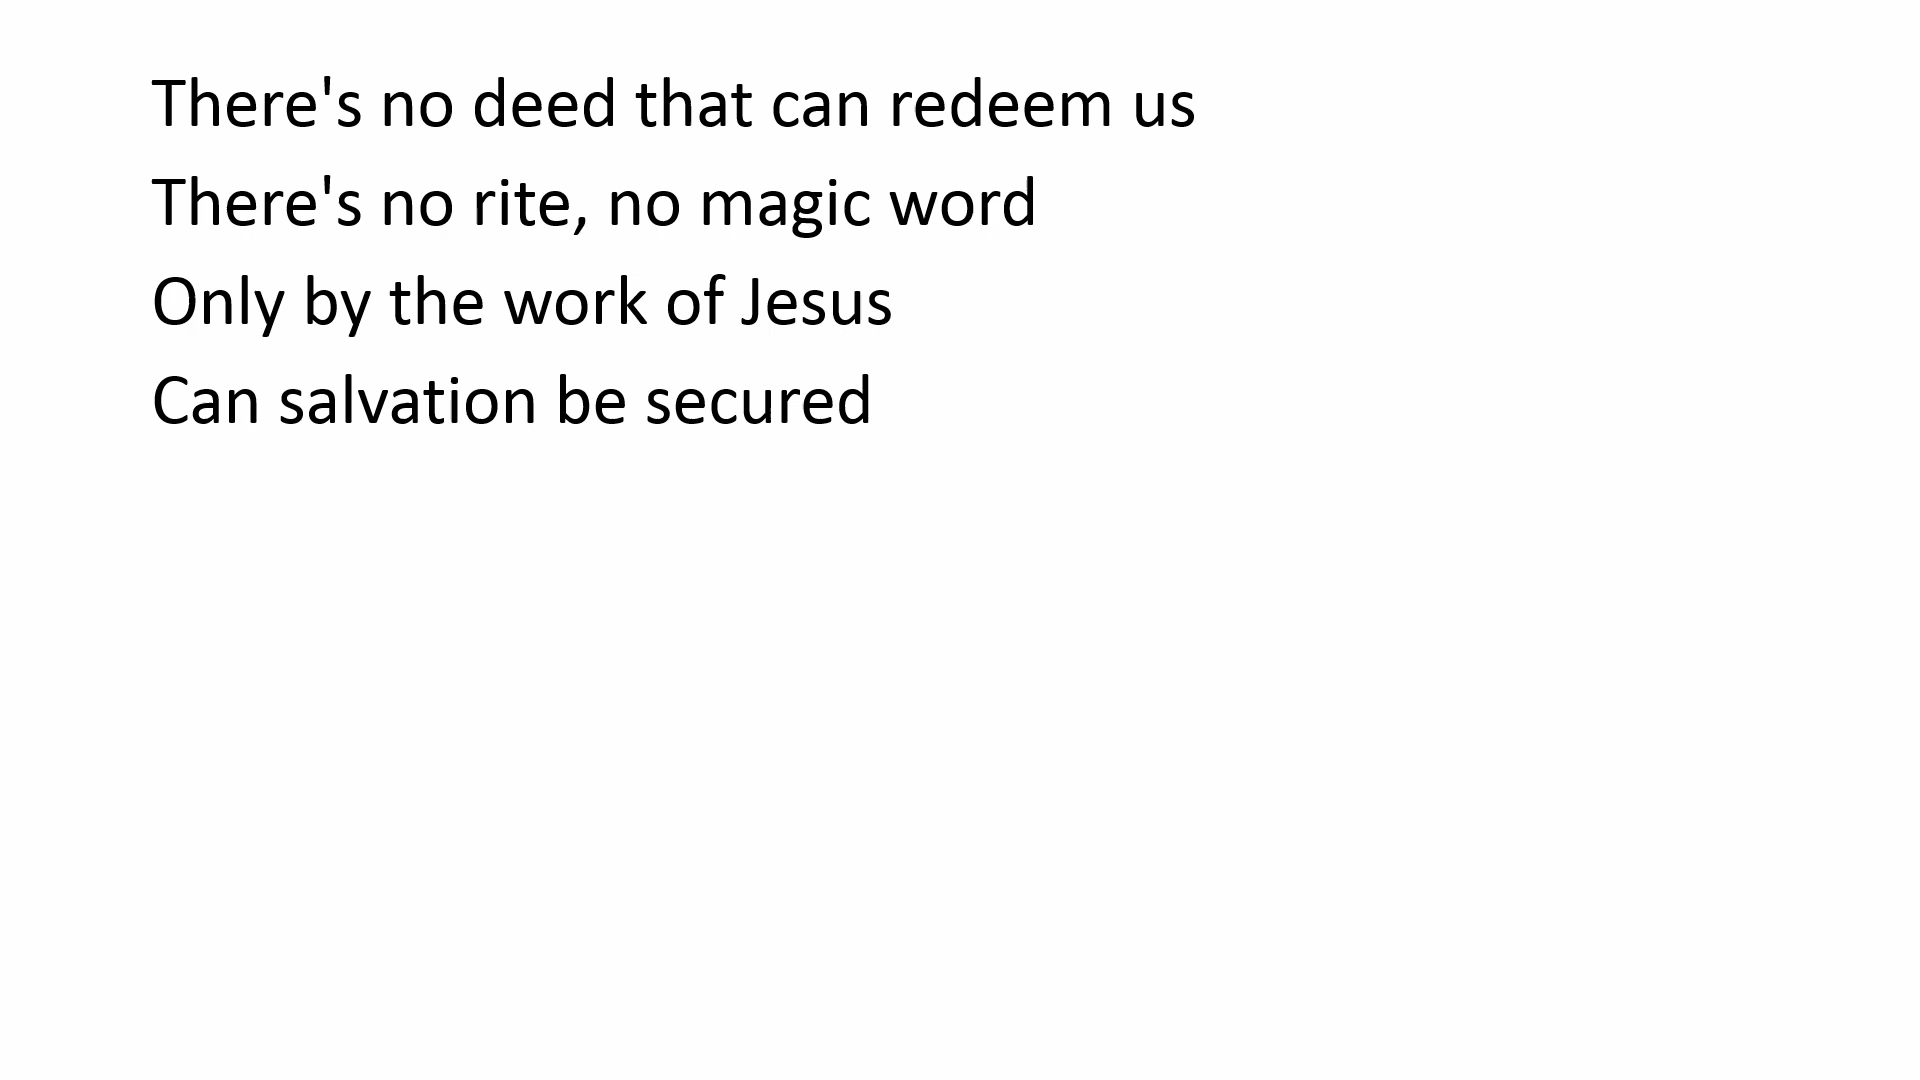 There's no deed that can redeem us
There's no rite, no magic word
Only by the work of Jesus
Can salvation be secured